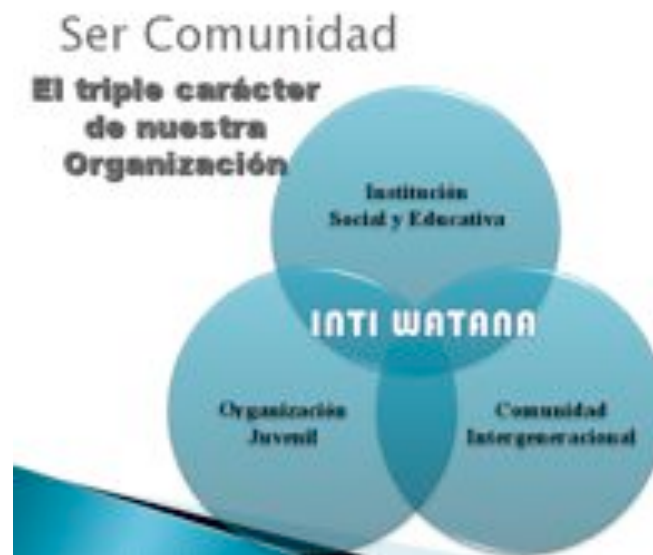 Ser Comunidad
El triple carácter
de nuestra
Organización
Institución
Social y Educativa
INTI WATANA
Organización
Juvenil
Comunidad
Intergeneracional